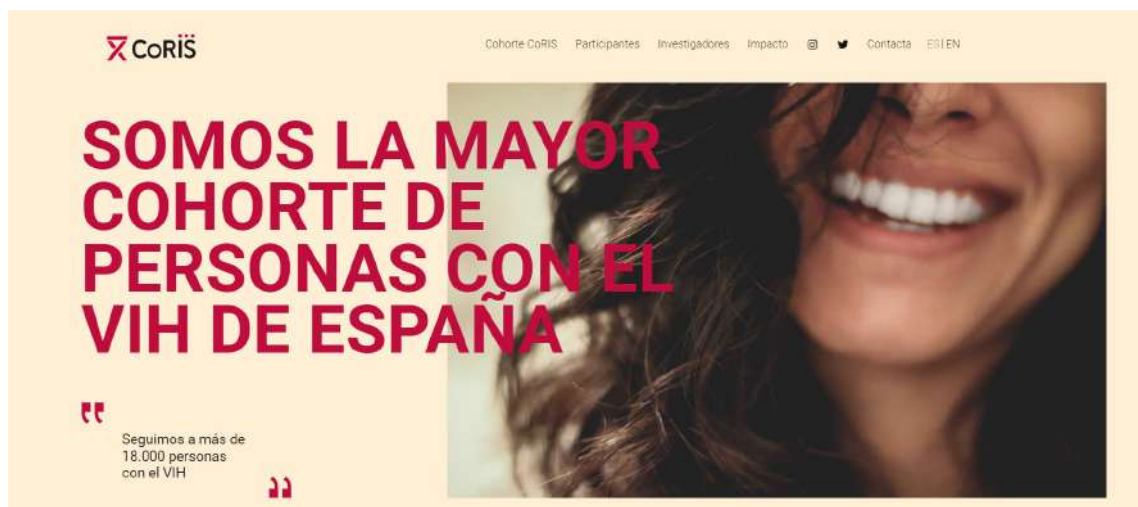 CoRIS
Cohorte CoRIS Participantes Investigadores Impacto Contacta ES | EN
SOMOS LA MAYOR
COHORTE DE
PERSONAS CON EL
VIH DE ESPAÑA
Seguimos a más de
18.000 personas
con el VIH